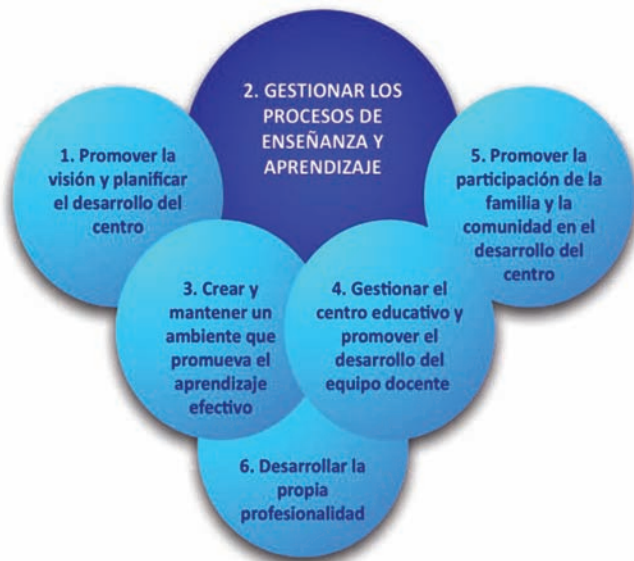 1. Promover la
visión y planificar
el desarrollo del
centro
2. GESTIONAR LOS
PROCESOS DE
ENSEÑANZA Y
APRENDIZAJE
3. Crear y
mantener un
ambiente que
promueva el
aprendizaje
efectivo
4. Gestionar el
centro educativo y
promover el
desarrollo del
equipo docente
5. Promover la
participación de la
familia y la
comunidad en el
desarrollo del
centro
6. Desarrollar la
propia
profesionalidad